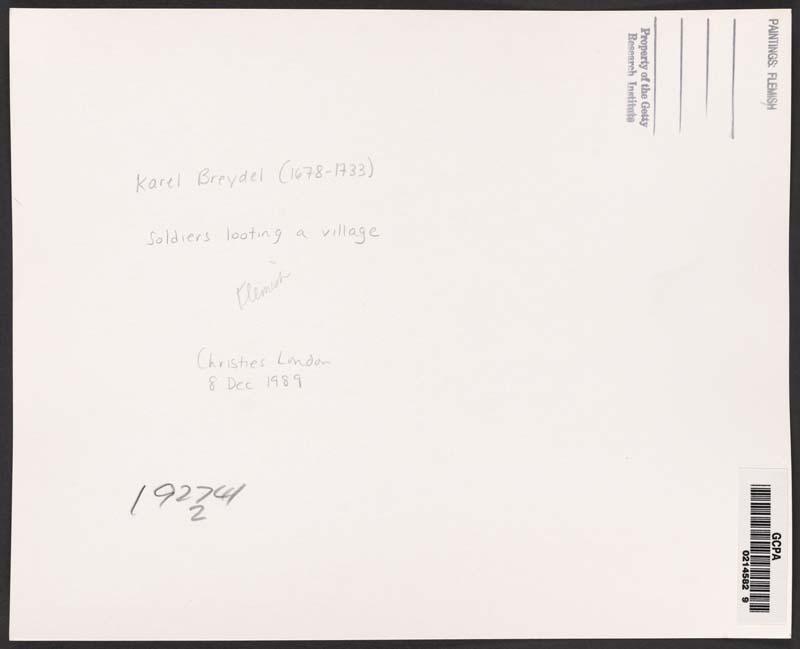 PAINTINGS: FLEMISH
Property of the Getty
Research Institute
Karel Breydel (1678-1733)
Soldiers looting a village
Flemish
Christies London
8 Dec 1989
192741
2
GCPA
0214582 9